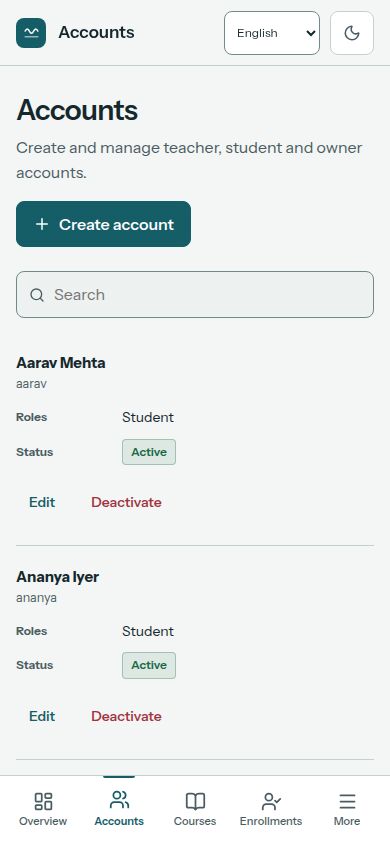 Accounts
English
Accounts
Create and manage teacher, student and owner
accounts.
Create account
Search
Aarav Mehta
aarav
Roles Student
Status Active
Edit Deactivate
Ananya Iyer
ananya
Roles Student
Status Active
Edit Deactivate
Overview Accounts Courses Enrollments More